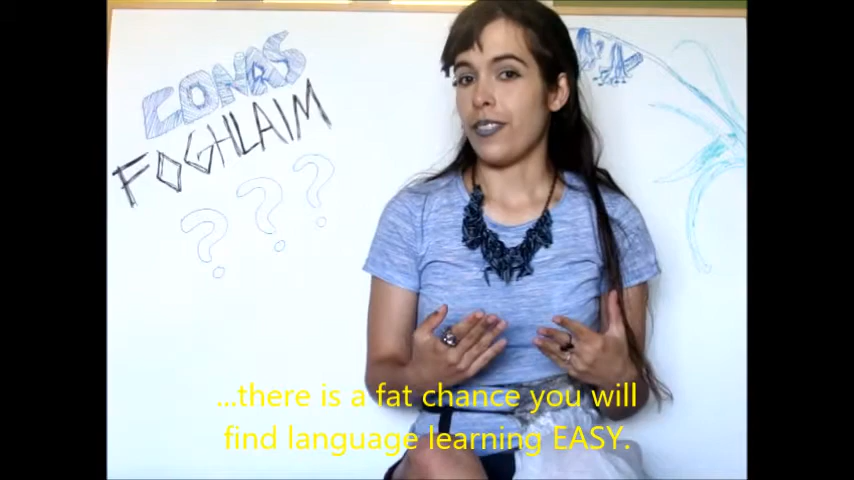 CONAS
FOGHLAIM
? ? ?
...there is a fat chance you will
find language learning EASY.